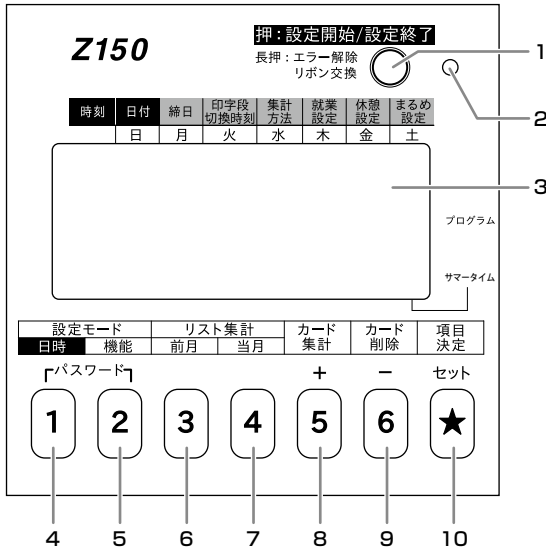 Z150
押：設定開始/設定終了
長押：エラー解除
リボン交換
1
2
時刻 日付 締日 印字段切換時刻 集計方法 就業設定 休憩設定 まるめ設定
日 月 火 水 木 金 土
3
プログラム
サマータイム
設定モード リスト集計 カード集計 カード削除 項目決定
日時 機能 前月 当月
パスワード + − セット
1 2 3 4 5 6 ★
4 5 6 7 8 9 10